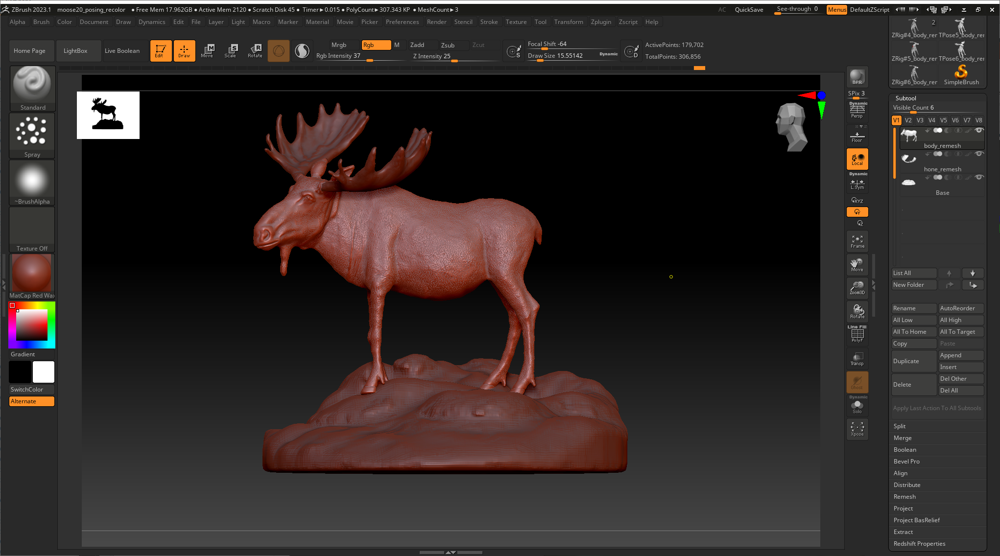 ZBrush 2023.1 moose20_posing_recolor ● Free Mem 17.962GB ● Active Mem 2120 ● Scratch Disk 45 ● Timer►0.015 ● PolyCount►307.343 KP ● MeshCount►3 AC QuickSave See-through 0 Menus DefaultZScript
Alpha Brush Color Document Draw Dynamics Edit File Layer Light Macro Marker Material Movie Picker Preferences Render Stencil Stroke Texture Tool Transform Zplugin Zscript Help
Home Page LightBox Live Boolean Edit Draw Move Scale Rotate
M S R
Mrgb Rgb M Zadd Zsub Zcut
Rgb Intensity 37 Z Intensity 25
S
Focal Shift -64
Draw Size 15.55142 Dynamic
D
ActivePoints: 179,702
TotalPoints: 306,856
Standard
Spray
~BrushAlpha
Texture Off
MatCap Red Wax
Gradient
SwitchColor
Alternate
BPR
SPix 3
Dynamic
Persp
Floor
Local
Dynamic
L.Sym
XYZ
Y
Z
Frame
Move
Zoom3D
Rotate
Line Fill
PolyF
Transp
Ghost
Dynamic
Solo
Xpose
2
ZRig#4_body_rer TPose5_body_rer
ZRig#5_body_rer TPose6_body_rer
ZRig#6_body_rer SimpleBrush
Subtool
Visible Count 6
V1 V2 V3 V4 V5 V6 V7 V8
body_remesh
hone_remesh
Base
List All
New Folder
Rename AutoReorder
All Low All High
All To Home All To Target
Copy Paste
Duplicate Append
Insert
Delete Del Other
Del All
Apply Last Action To All Subtools
Split
Merge
Boolean
Bevel Pro
Align
Distribute
Remesh
Project
Project BasRelief
Extract
Redshift Properties